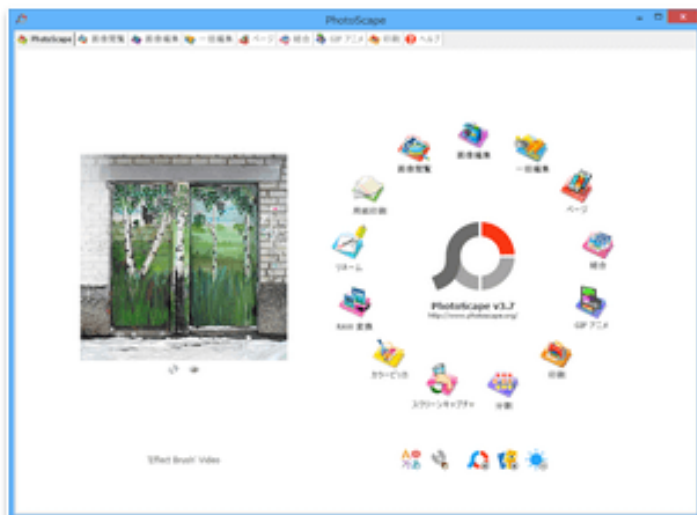 PhotoScape
PhotoScape 画像閲覧 画像編集 一括編集 ページ 結合 GIF アニメ 印刷 ヘルプ
画像編集
画像閲覧
一括編集
用紙印刷
ページ
リネーム
結合
PhotoScape v3.7
http://www.photoscape.org/
RAW 変換
GIF アニメ
カラーピッカ
印刷
スクリーンキャプチャ
分割
'Effect Brush' Video